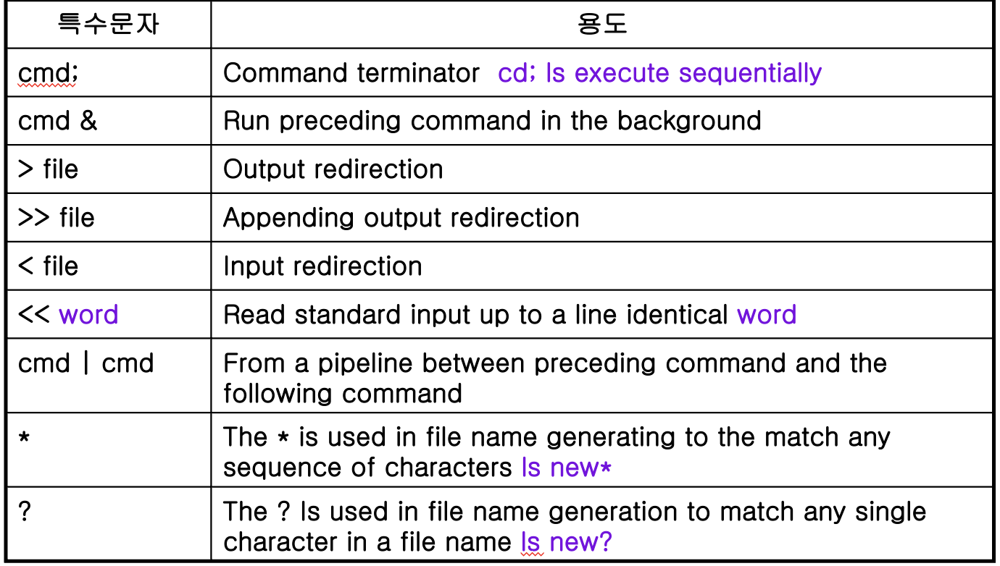 특수문자 용도
cmd; Command terminator cd; ls execute sequentially
cmd & Run preceding command in the background
> file Output redirection
>> file Appending output redirection
< file Input redirection
<< word Read standard input up to a line identical word
cmd | cmd From a pipeline between preceding command and the
following command
* The * is used in file name generating to the match any
sequence of characters ls new*
? The ? Is used in file name generation to match any single
character in a file name ls new?